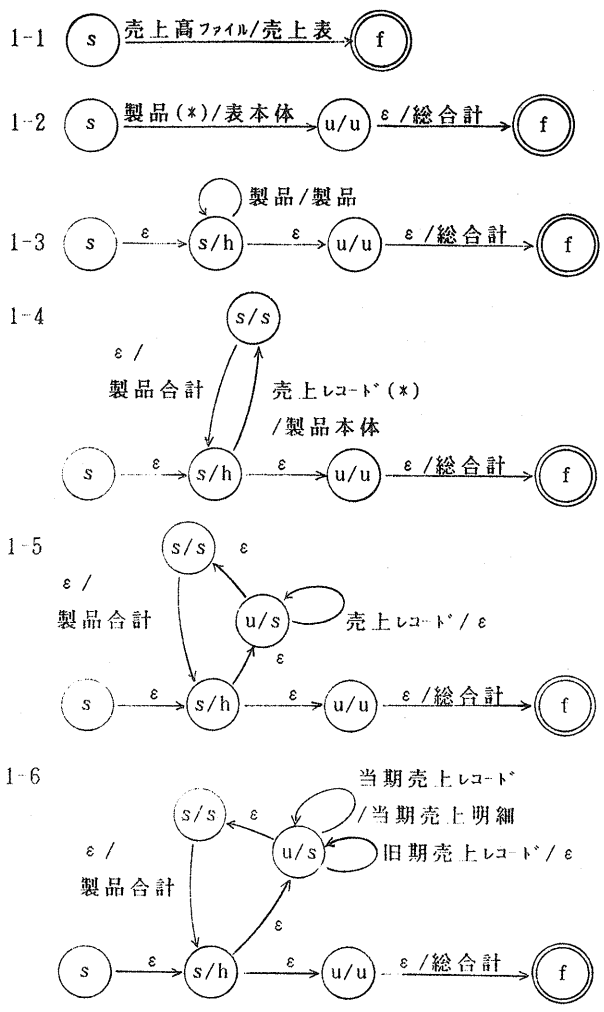 1-1 s 売上高ファイル/売上表 f
1-2 s 製品(*)/表本体 u/u ε/総合計 f
製品/製品
1-3 s ε s/h ε u/u ε/総合計 f
1-4 s/s
ε/
製品合計 売上レコード(*)
/製品本体
s ε s/h ε u/u ε/総合計 f
1-5 s/s ε
ε/
製品合計 u/s 売上レコード/ε
ε
s ε s/h ε u/u ε/総合計 f
1-6 当期売上レコード
s/s ε /当期売上明細
ε/ u/s 旧期売上レコード/ε
製品合計
ε
s ε s/h ε u/u ε/総合計 f